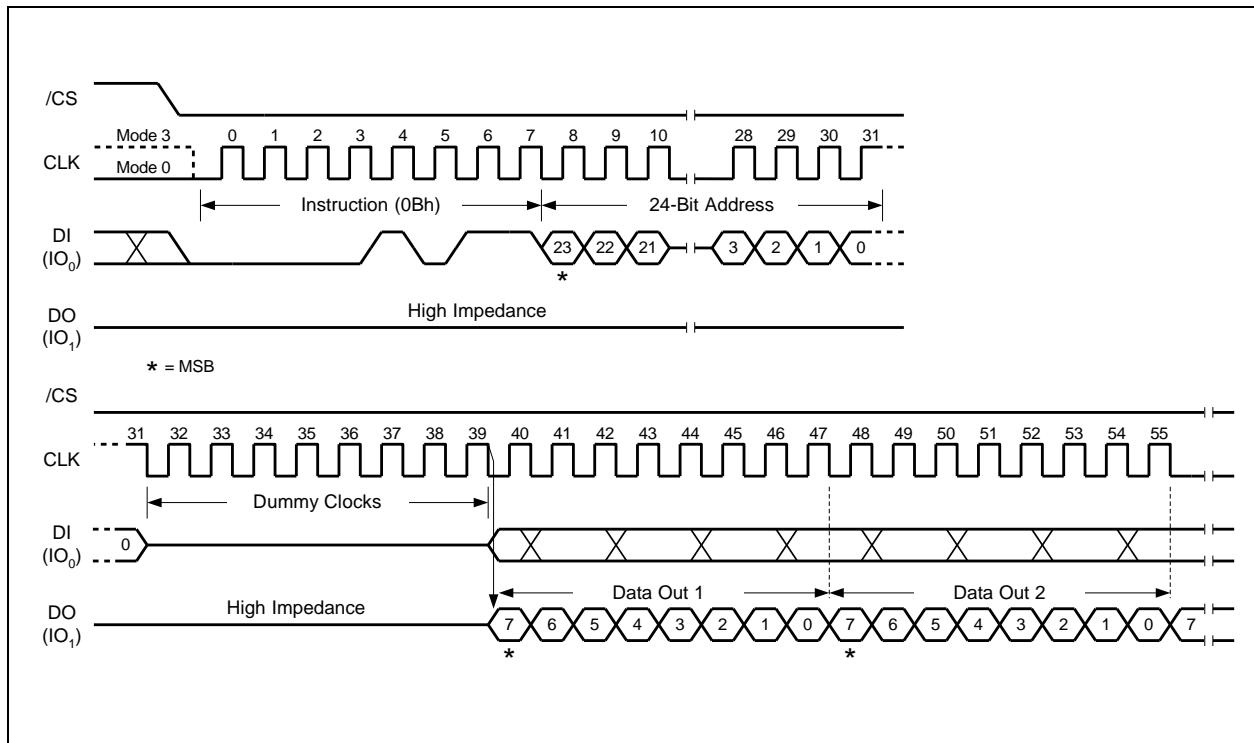 /CS
Mode 3 0 1 2 3 4 5 6 7 8 9 10 28 29 30 31
CLK
Mode 0
Instruction (0Bh) 24-Bit Address
DI
(IO0)
23 22 21 3 2 1 0
*
High Impedance
DO
(IO1)
* = MSB
/CS
31 32 33 34 35 36 37 38 39 40 41 42 43 44 45 46 47 48 49 50 51 52 53 54 55
CLK
Dummy Clocks
DI
(IO0)
0
Data Out 1 Data Out 2
High Impedance
DO
(IO1)
7 6 5 4 3 2 1 0 7 6 5 4 3 2 1 0 7
* *